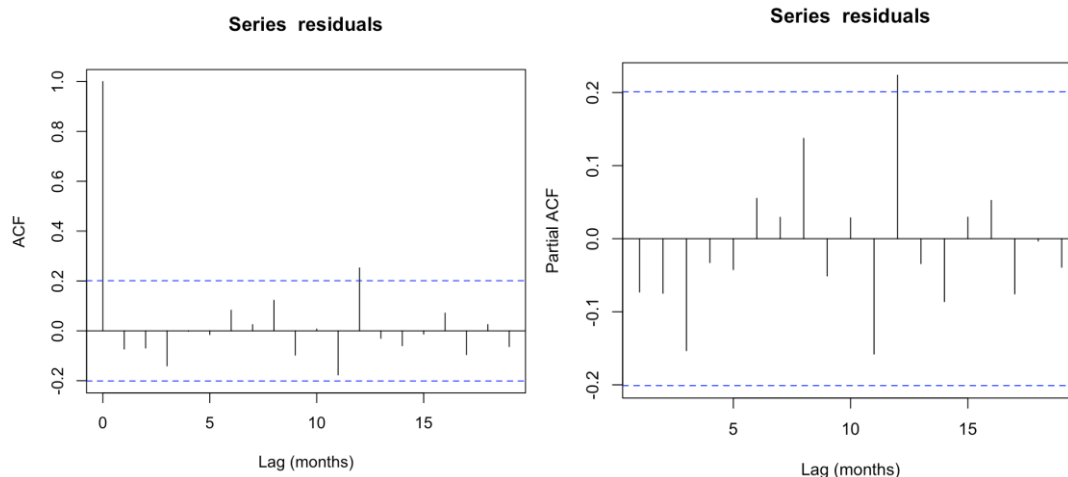 Series residuals
ACF
1.0
0.8
0.6
0.4
0.2
0.0
-0.2
0 5 10 15
Lag (months)
Series residuals
Partial ACF
0.2
0.1
0.0
-0.1
-0.2
5 10 15
Lag (months)